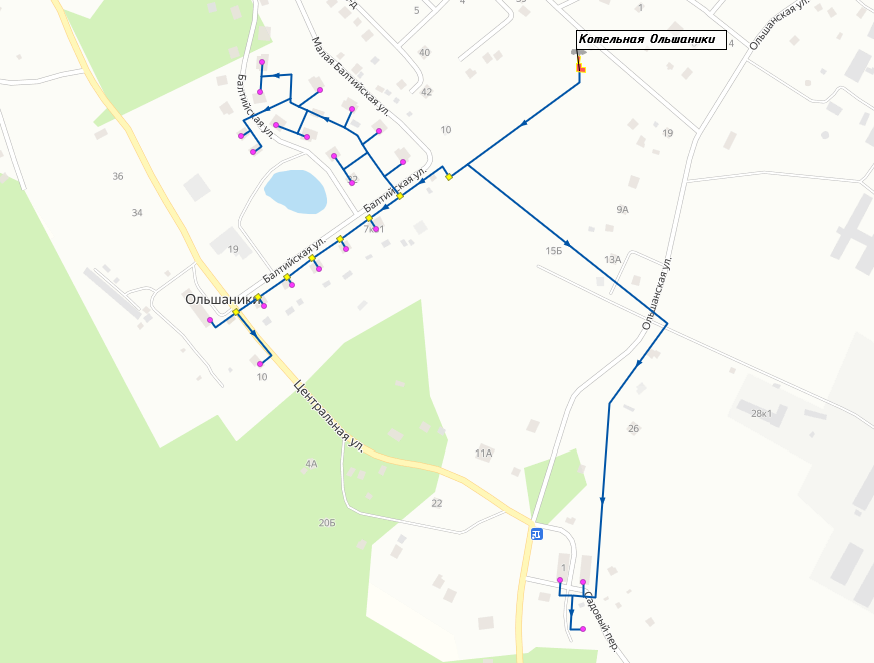 5
4
1
Котельная Ольшаники
4
Ольшанская ул.
Малая Балтийская ул.
40
42
Балтийская ул.
10
19
36
34
Балтийская ул.
9А
7к1
15Б
13А
19
Балтийская ул.
Ольшанская ул.
Ольшаники
10
Центральная ул.
28к1
26
11А
4А
22
20Б
1
Садовый пер.